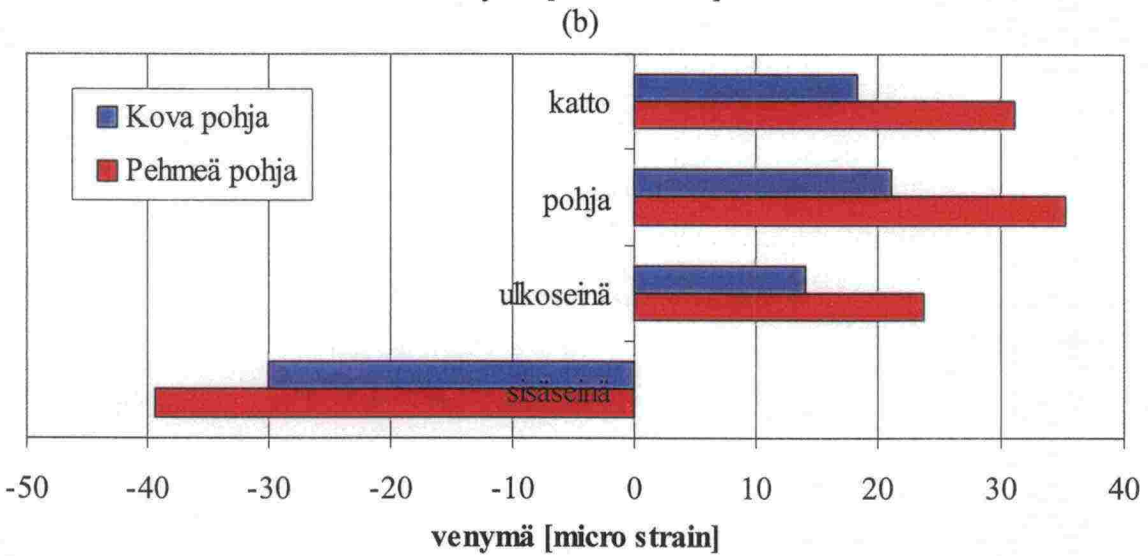 (b)
Kova pohja
Pehmeä pohja
katto
pohja
ulkoseinä
sisäseinä
-50 -40 -30 -20 -10 0 10 20 30 40
venymä [micro strain]